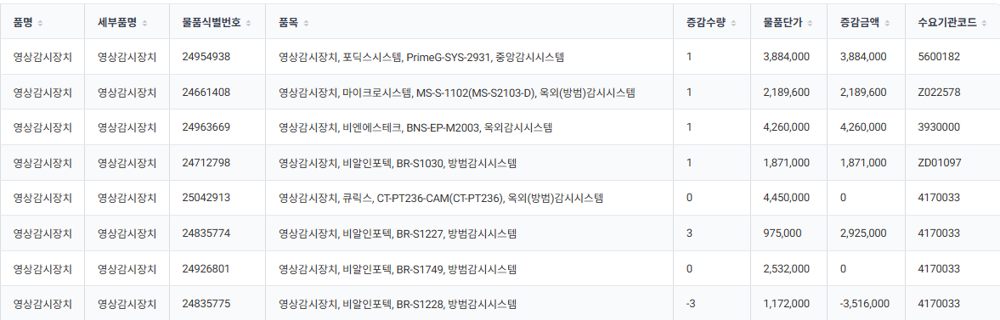 품명 세부품명 물품식별번호 품목 증감수량 물품단가 증감금액 수요기관코드
영상감시장치 영상감시장치 24954938 영상감시장치, 포딕스시스템, PrimeG-SYS-2931, 중앙감시시스템 1 3,884,000 3,884,000 5600182
영상감시장치 영상감시장치 24661408 영상감시장치, 마이크로시스템, MS-S-1102(MS-S2103-D), 옥외(방범)감시시스템 1 2,189,600 2,189,600 Z022578
영상감시장치 영상감시장치 24963669 영상감시장치, 비엔에스테크, BNS-EP-M2003, 옥외감시시스템 1 4,260,000 4,260,000 3930000
영상감시장치 영상감시장치 24712798 영상감시장치, 비알인포텍, BR-S1030, 방범감시시스템 1 1,871,000 1,871,000 ZD01097
영상감시장치 영상감시장치 25042913 영상감시장치, 큐릭스, CT-PT236-CAM(CT-PT236), 옥외(방범)감시시스템 0 4,450,000 0 4170033
영상감시장치 영상감시장치 24835774 영상감시장치, 비알인포텍, BR-S1227, 방범감시시스템 3 975,000 2,925,000 4170033
영상감시장치 영상감시장치 24926801 영상감시장치, 비알인포텍, BR-S1749, 방범감시시스템 0 2,532,000 0 4170033
영상감시장치 영상감시장치 24835775 영상감시장치, 비알인포텍, BR-S1228, 방범감시시스템 -3 1,172,000 -3,516,000 4170033